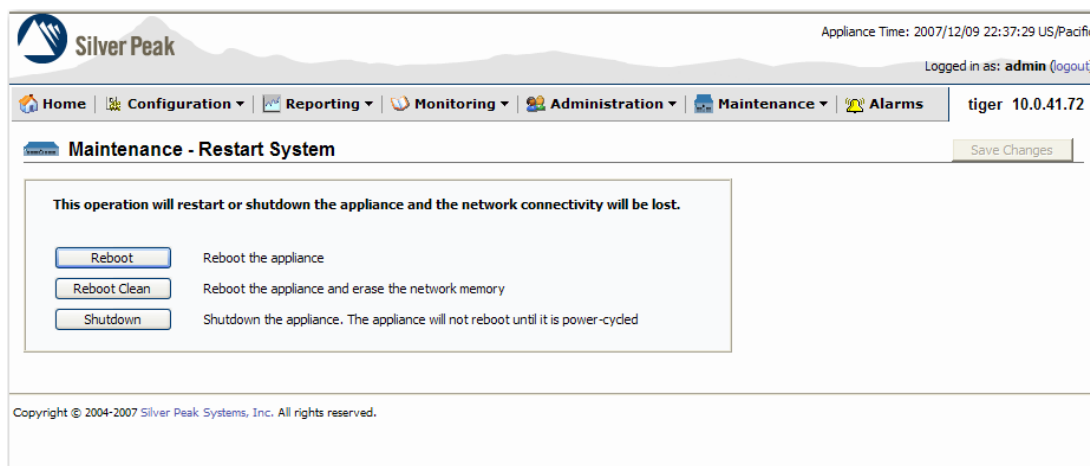 Silver Peak
Appliance Time: 2007/12/09 22:37:29 US/Pacific
Logged in as: admin (logout)
Home Configuration Reporting Monitoring Administration Maintenance Alarms tiger 10.0.41.72
Maintenance - Restart System
Save Changes
This operation will restart or shutdown the appliance and the network connectivity will be lost.
Reboot Reboot the appliance
Reboot Clean Reboot the appliance and erase the network memory
Shutdown Shutdown the appliance. The appliance will not reboot until it is power-cycled
Copyright © 2004-2007 Silver Peak Systems, Inc. All rights reserved.